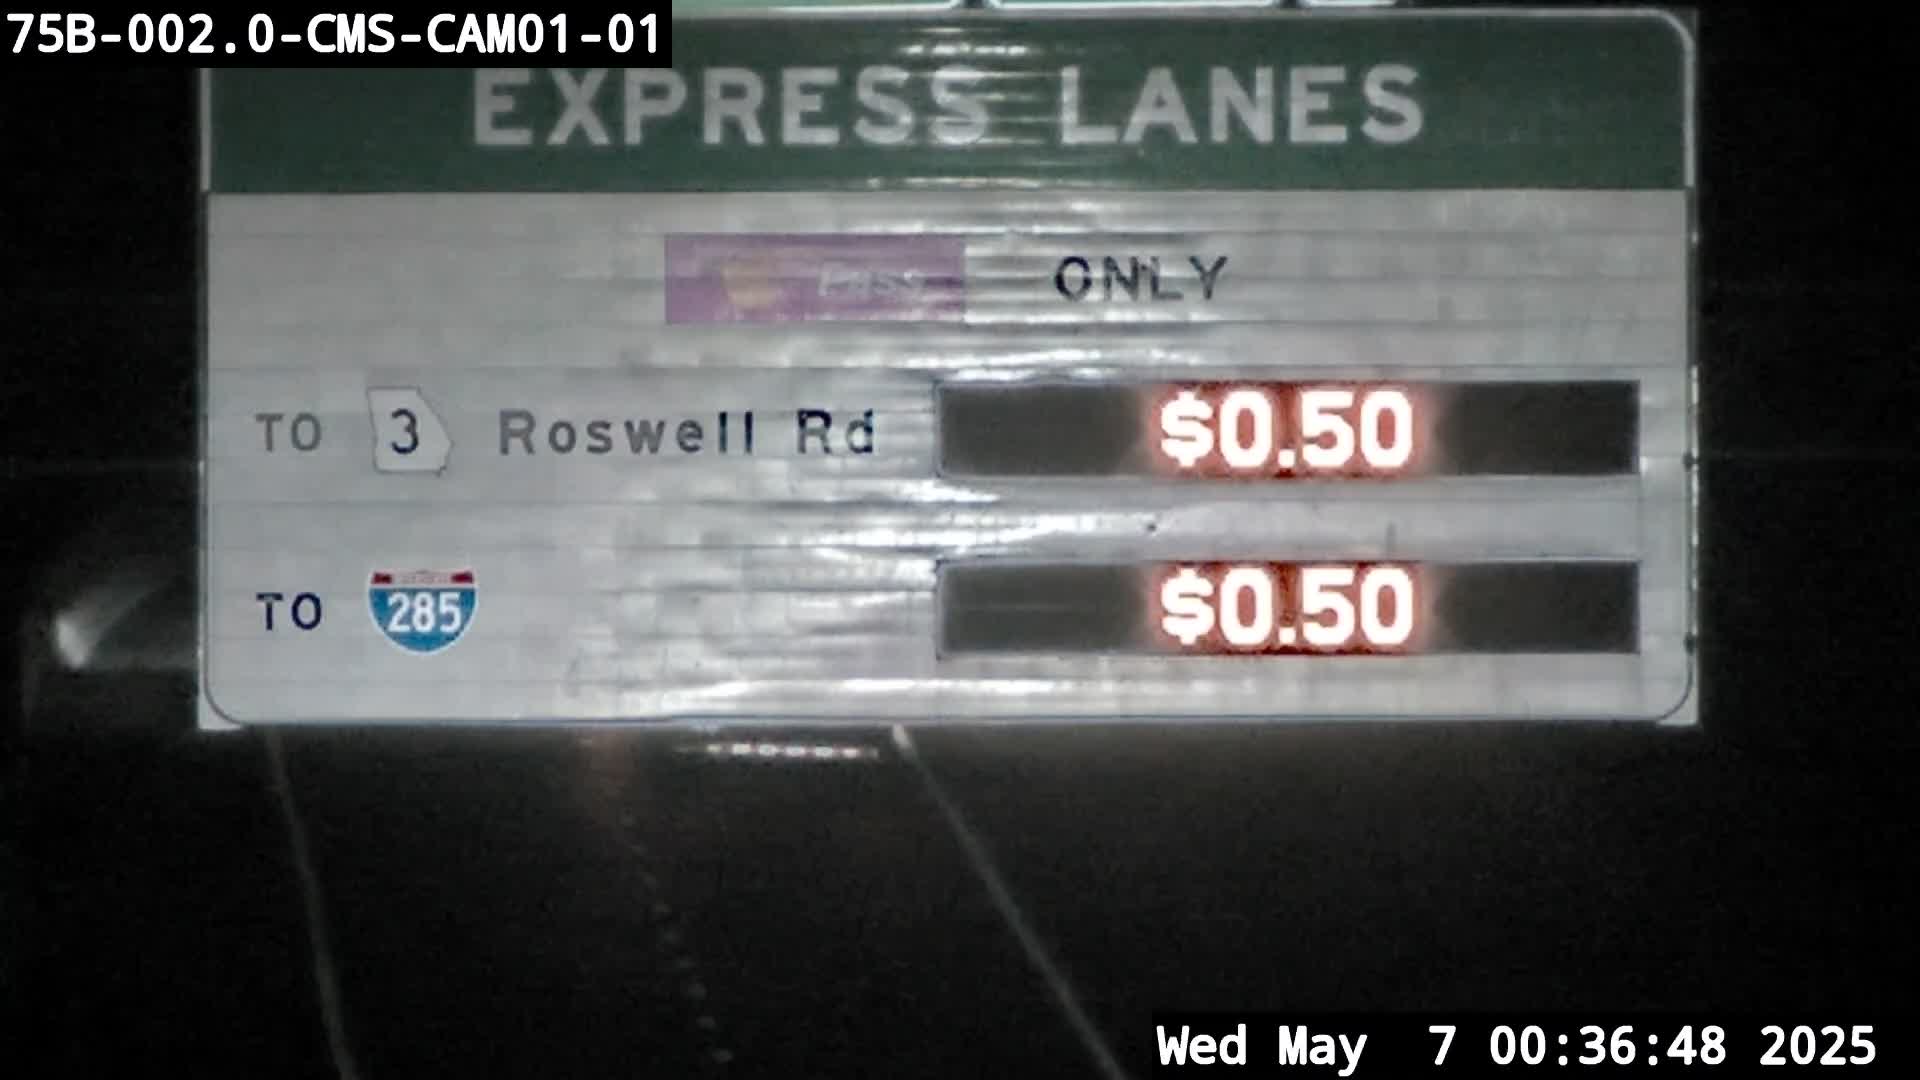 75B-002.0-CMS-CAM01-01
EXPRESS LANES
Pass ONLY
TO 3 Roswell Rd $0.50
TO 285 $0.50
Wed May 7 00:36:48 2025